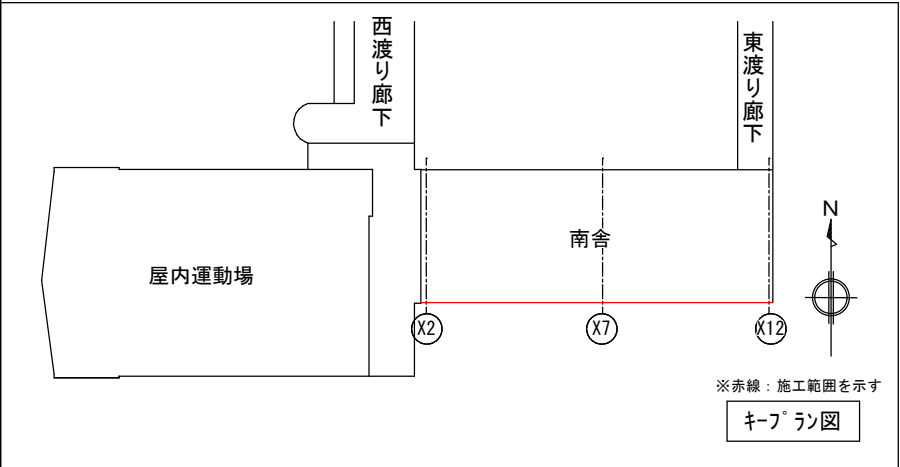 西渡り廊下
東渡り廊下
屋内運動場
南舎
N
X2
X7
X12
※赤線：施工範囲を示す
キープラン図